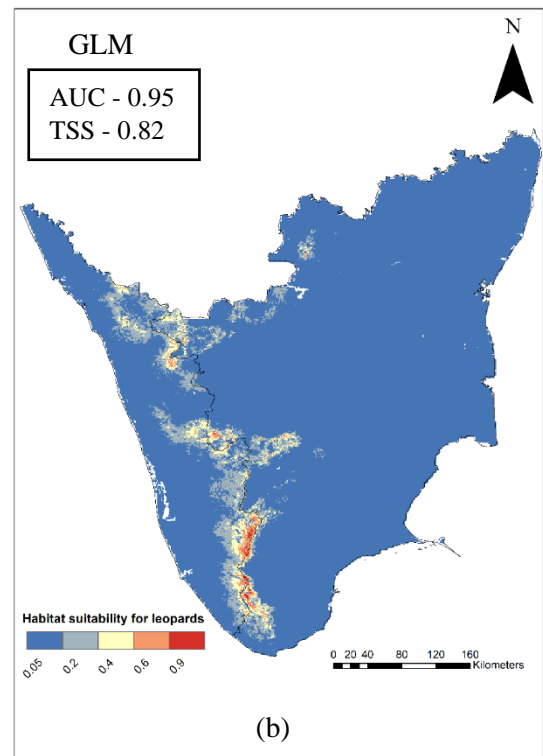 GLM
N
AUC - 0.95
TSS - 0.82
Habitat suitability for leopards
0.05 0.2 0.4 0.6 0.9
0 20 40 80 120 160
Kilometers
(b)